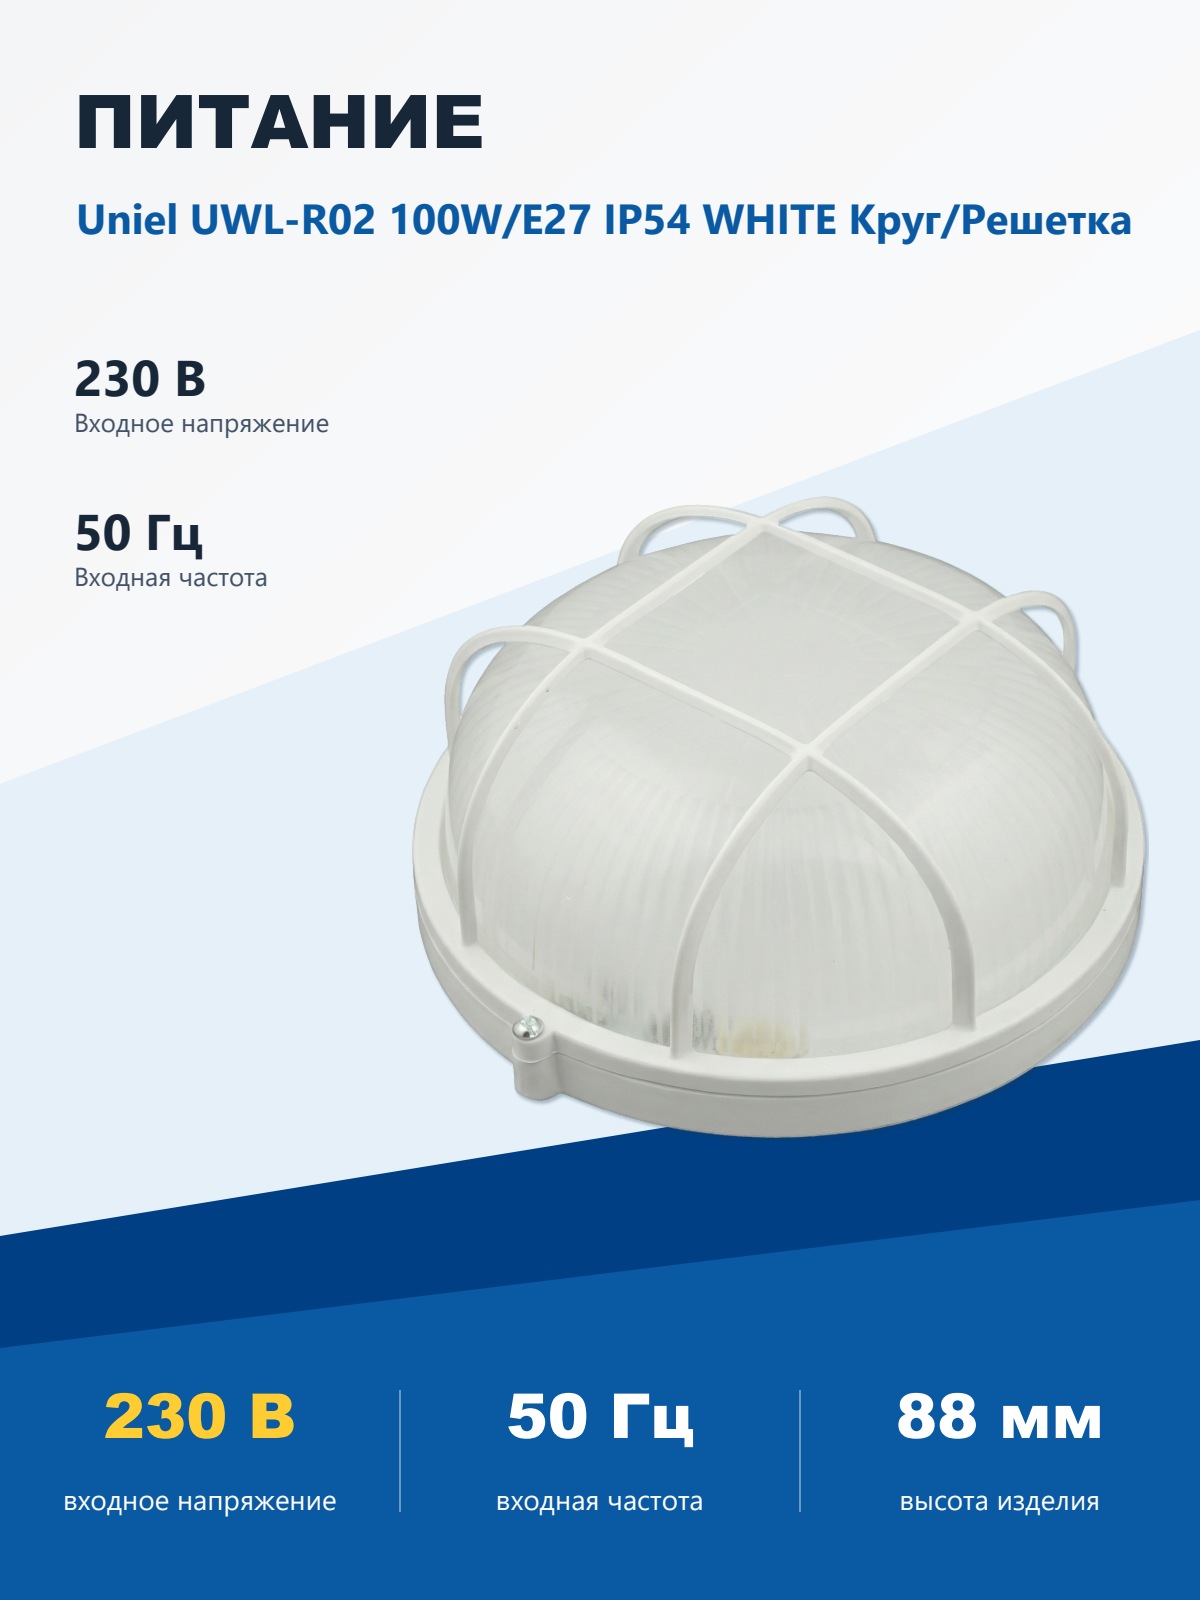 ПИТАНИЕ
Uniel UWL-R02 100W/E27 IP54 WHITE Круг/Решетка
230 В
Входное напряжение
50 Гц
Входная частота
230 В
входное напряжение
50 Гц
входная частота
88 мм
высота изделия